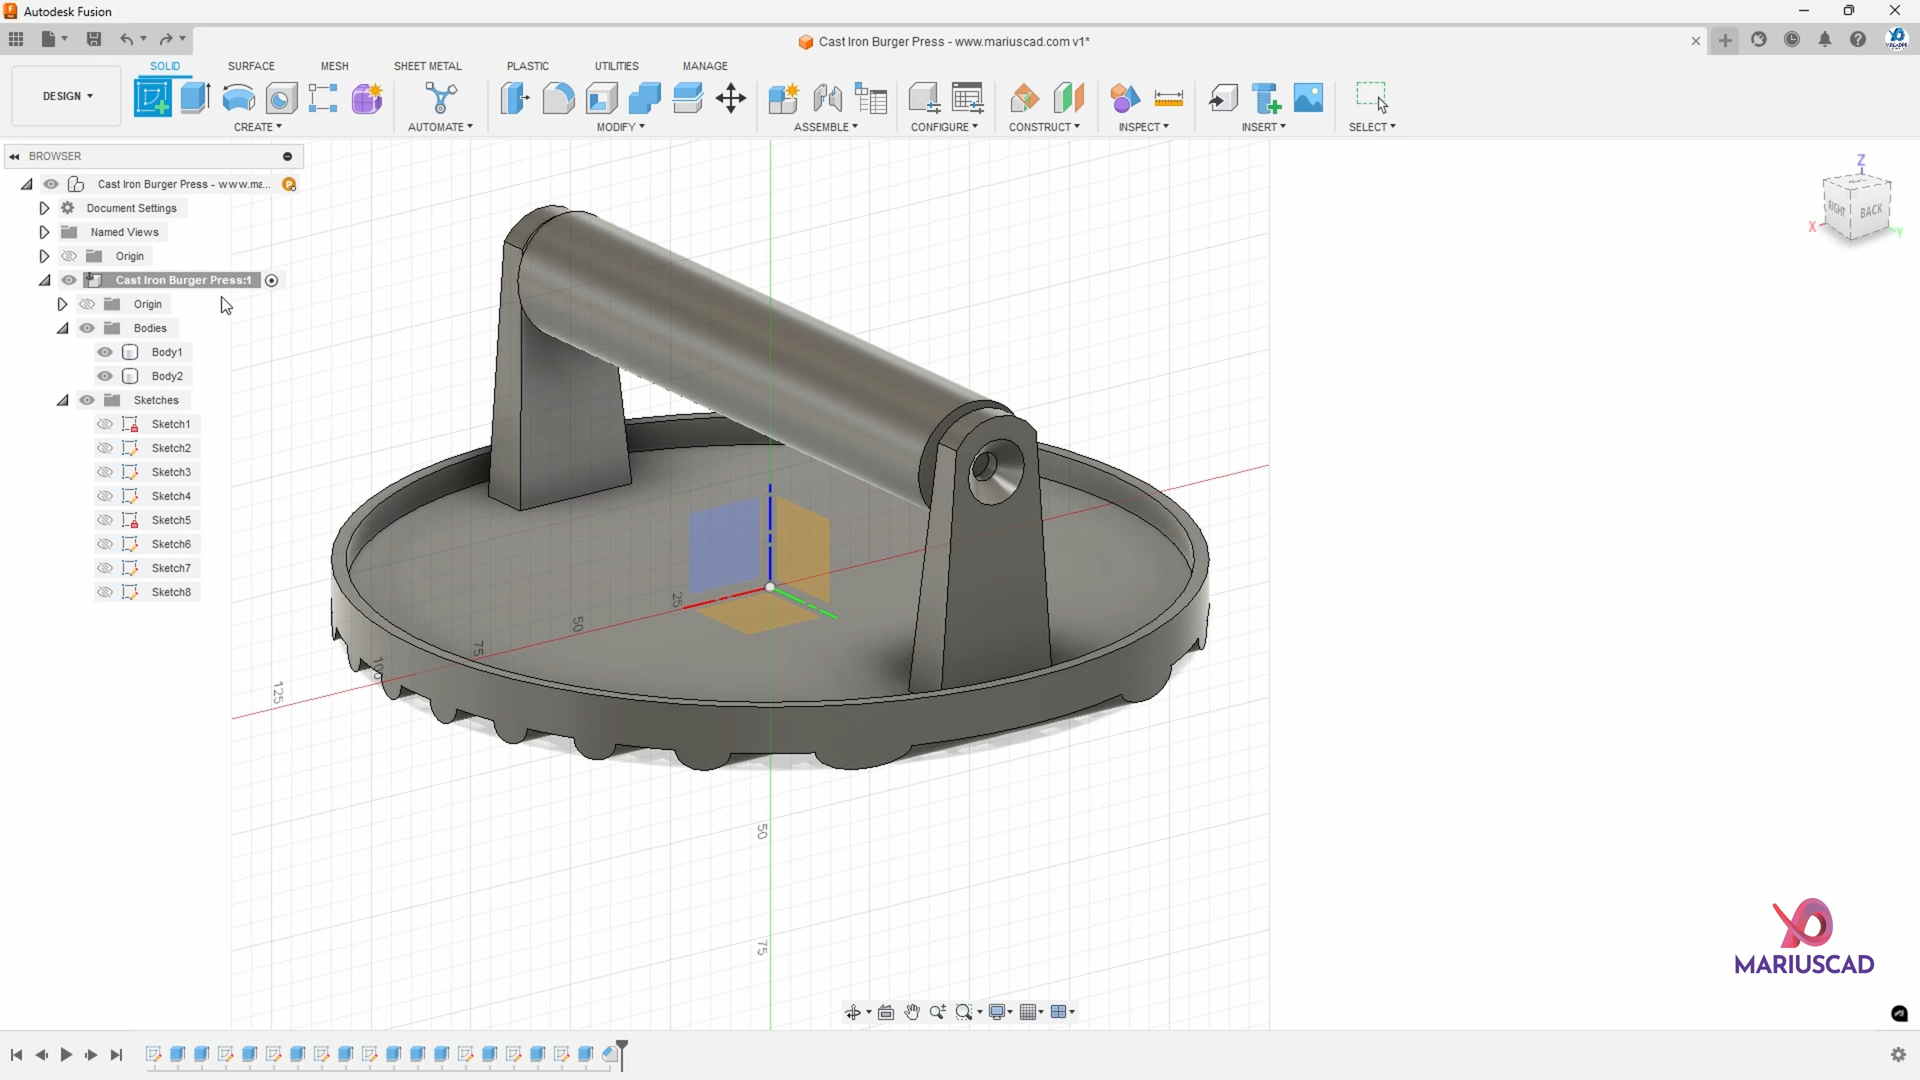 Autodesk Fusion
Cast Iron Burger Press - www.mariuscad.com v1*
DESIGN
SOLID SURFACE MESH SHEET METAL PLASTIC UTILITIES MANAGE
CREATE AUTOMATE MODIFY ASSEMBLE CONFIGURE CONSTRUCT INSPECT INSERT SELECT
BROWSER
Cast Iron Burger Press - www.ma...
Document Settings
Named Views
Origin
Cast Iron Burger Press:1
Origin
Bodies
Body1
Body2
Sketches
Sketch1
Sketch2
Sketch3
Sketch4
Sketch5
Sketch6
Sketch7
Sketch8
Z
RIGHT BACK
X Y
25
50
75
100
125
50
75
MARIUSCAD